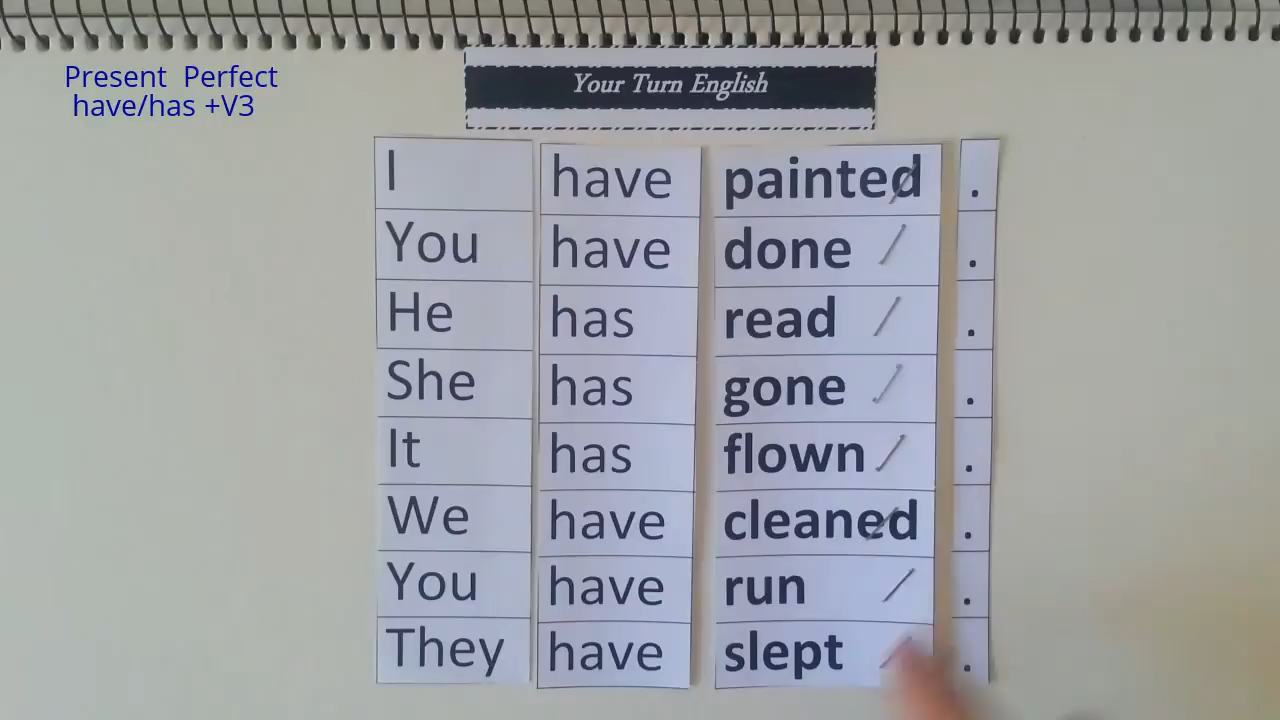 Present Perfect
have/has +V3
Your Turn English
I have painted .
You have done .
He has read .
She has gone .
It has flown .
We have cleaned .
You have run .
They have slept .